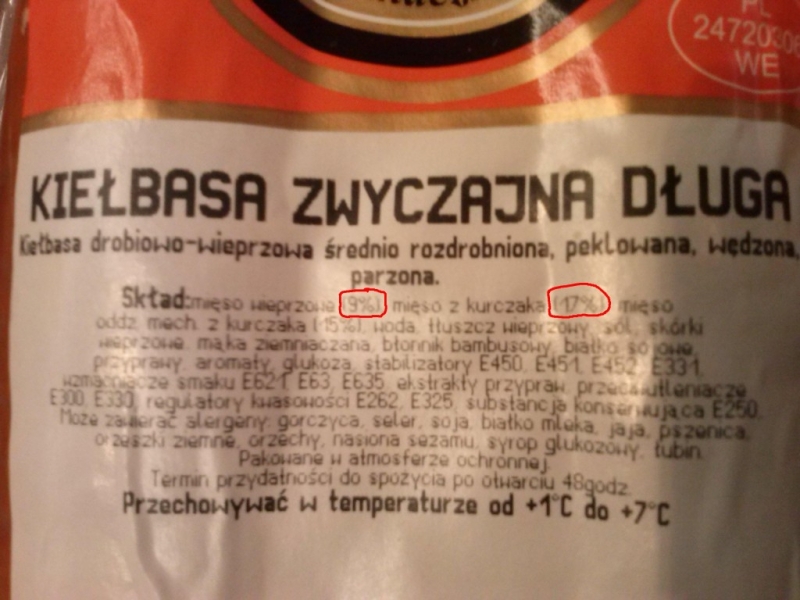 PL
24720306
WE
KIEŁBASA ZWYCZAJNA DŁUGA
Kiełbasa drobiowo-wieprzowa średnio rozdrobniona, peklowana, wędzona,
parzona.
Skład: mięso wieprzowe (9%), mięso z kurczaka (17%), mięso
oddz. mech. z kurczaka (15%), woda, tłuszcz wieprzowy, sól, skórki
wieprzowe, mąka ziemniaczana, błonnik bambusowy, białko sojowe,
przyprawy, aromaty, glukoza, stabilizatory E450, E451, E452, E331,
wzmacniacze smaku E621, E63, E635, ekstrakty przypraw, przeciwutleniacze
E300, E330, regulatory kwasowości E262, E325, substancja konserwująca E250.
Może zawierać alergeny: gorczyca, seler, soja, białko mleka, jaja, pszenica,
orzeszki ziemne, orzechy, nasiona sezamu, syrop glukozowy, łubin.
Pakowane w atmosferze ochronnej.
Termin przydatności do spożycia po otwarciu 48godz.
Przechowywać w temperaturze od +1°C do +7°C